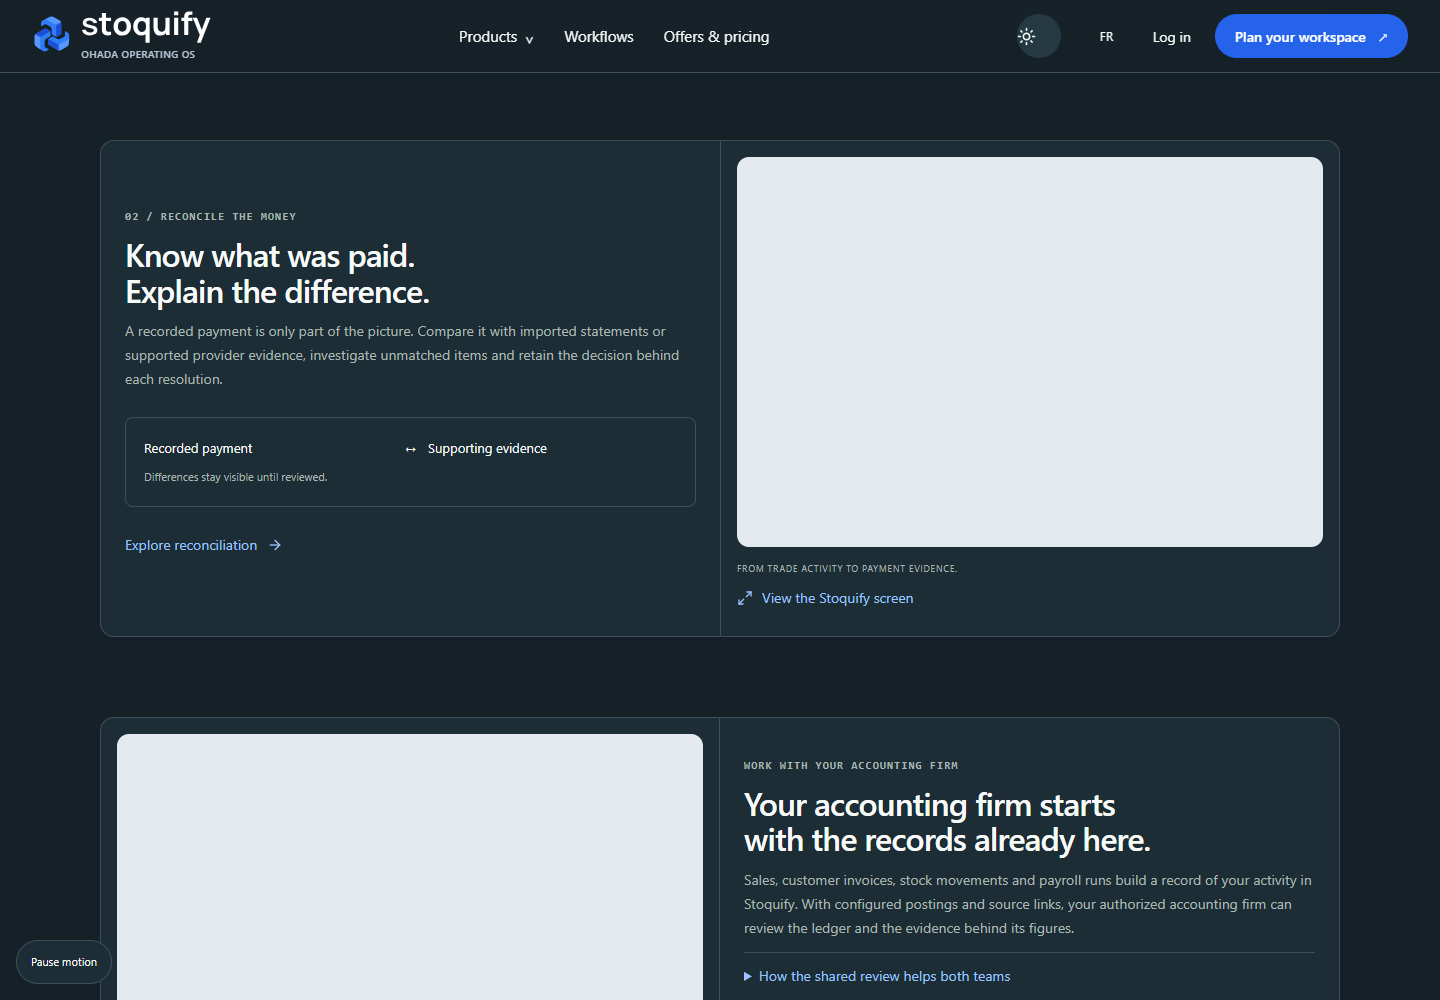 stoquify
OHADA OPERATING OS
Products
Workflows
Offers & pricing
FR
Log in
Plan your workspace ↗
02 / RECONCILE THE MONEY
Know what was paid.
Explain the difference.
A recorded payment is only part of the picture. Compare it with imported statements or
supported provider evidence, investigate unmatched items and retain the decision behind
each resolution.
Recorded payment ↔ Supporting evidence
Differences stay visible until reviewed.
Explore reconciliation →
FROM TRADE ACTIVITY TO PAYMENT EVIDENCE.
View the Stoquify screen
WORK WITH YOUR ACCOUNTING FIRM
Your accounting firm starts
with the records already here.
Sales, customer invoices, stock movements and payroll runs build a record of your activity in
Stoquify. With configured postings and source links, your authorized accounting firm can
review the ledger and the evidence behind its figures.
▶ How the shared review helps both teams
Pause motion